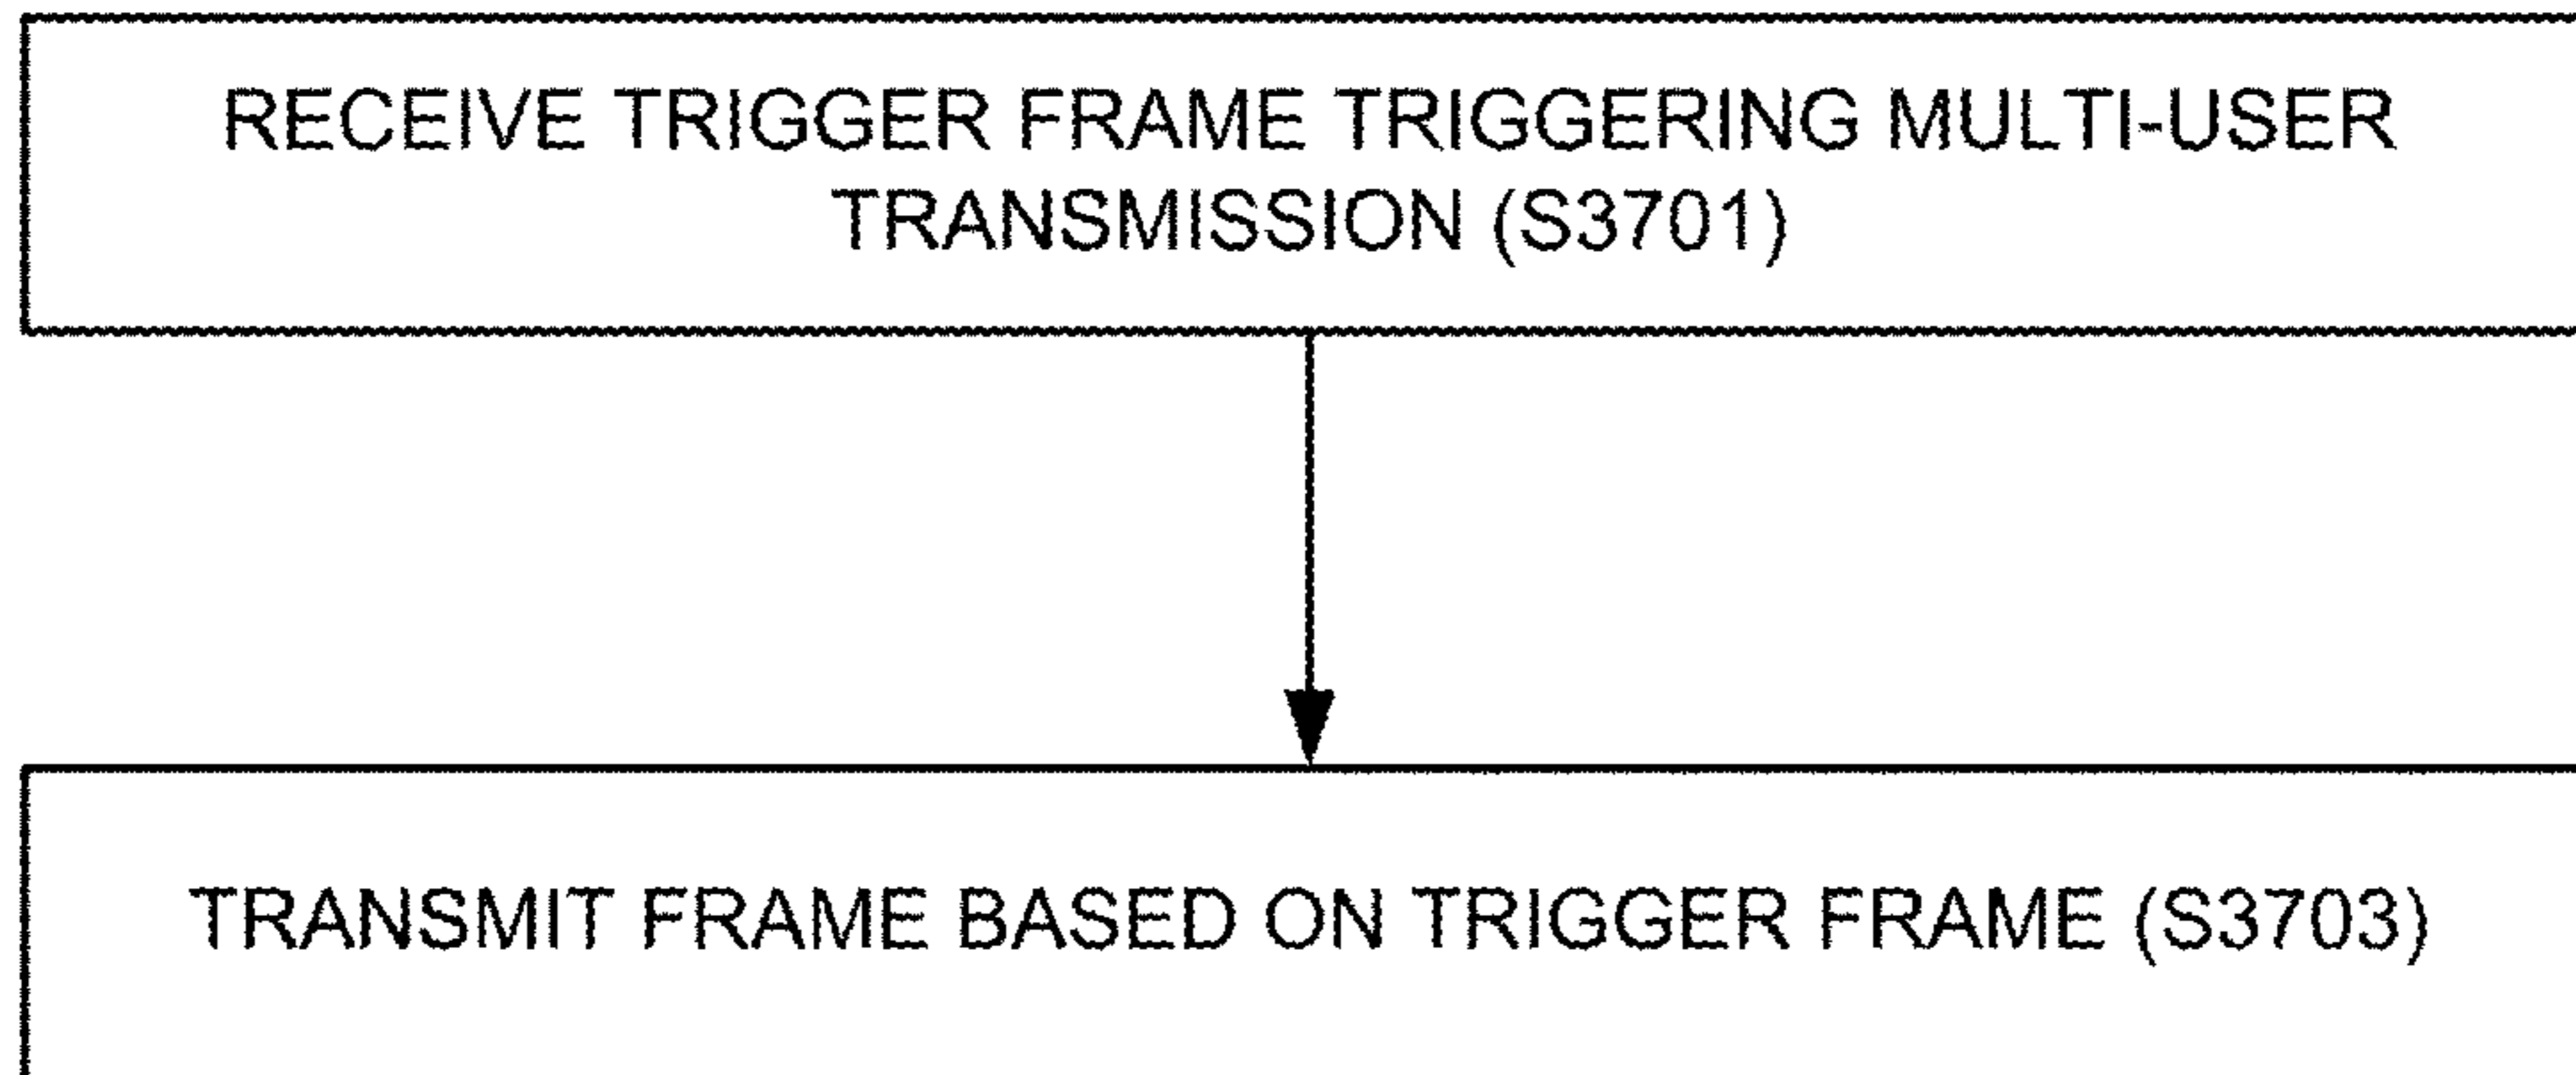 RECEIVE TRIGGER FRAME TRIGGERING MULTI-USER
TRANSMISSION (S3701)
TRANSMIT FRAME BASED ON TRIGGER FRAME (S3703)